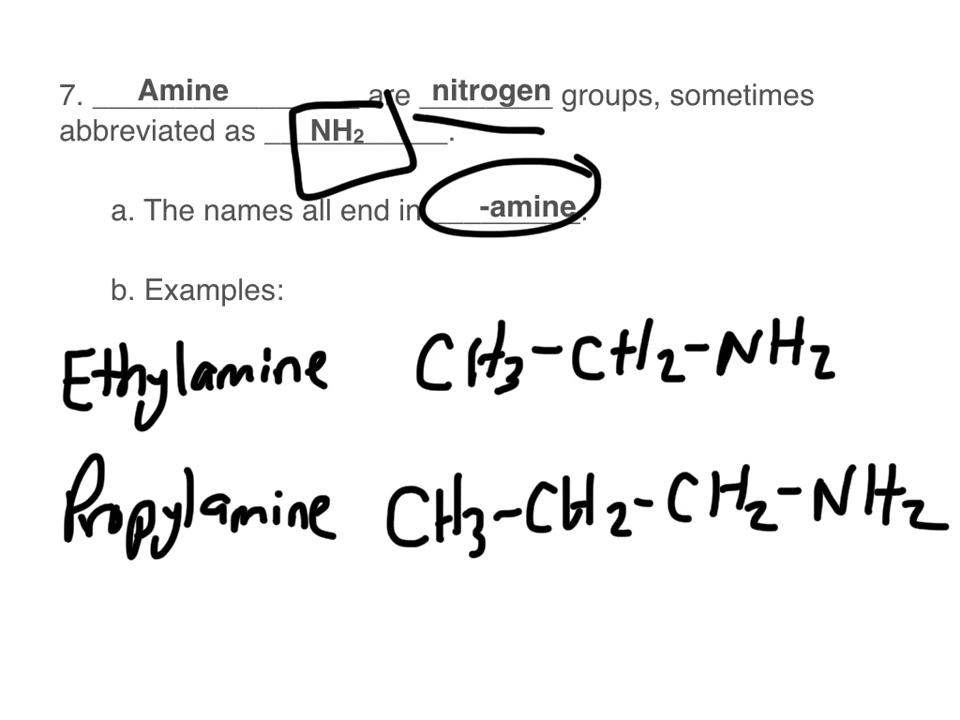 7. Amine are nitrogen groups, sometimes
abbreviated as NH₂.
a. The names all end in -amine.
b. Examples:
Ethylamine CH3-CH2-NH2
Propylamine CH3-CH2-CH2-NH2